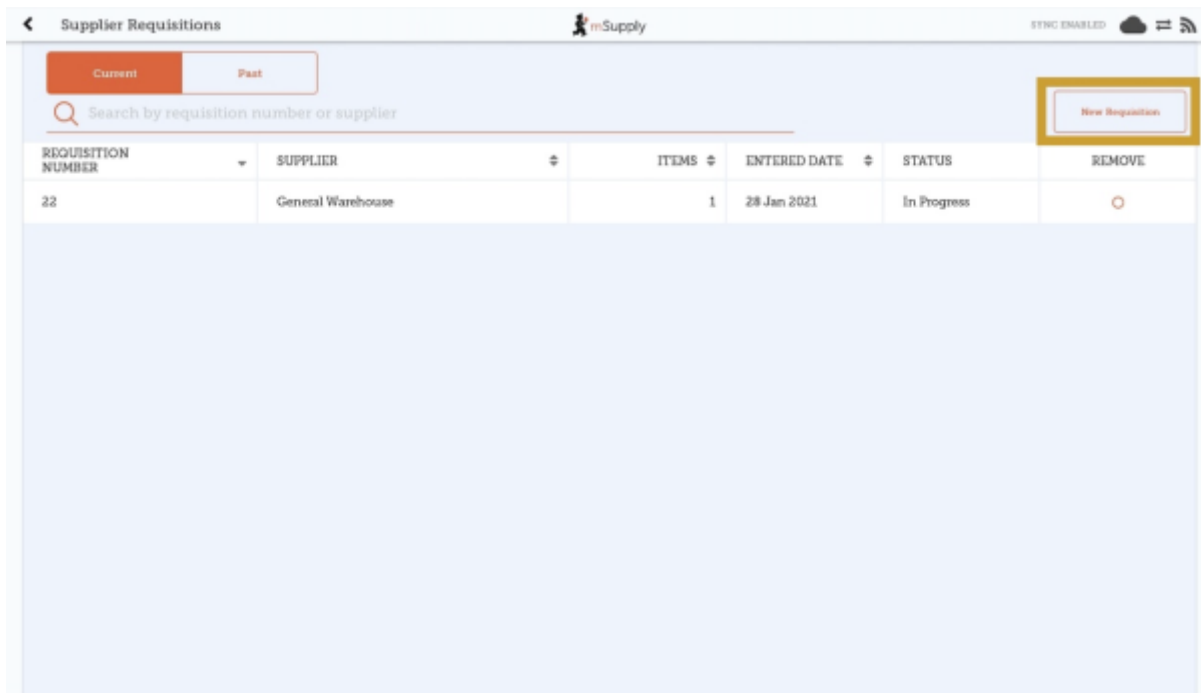 Supplier Requisitions
mSupply
SYNC ENABLED
Current
Past
Search by requisition number or supplier
New Requisition
REQUISITION
NUMBER
SUPPLIER
ITEMS
ENTERED DATE
STATUS
REMOVE
22
General Warehouse
1
28 Jan 2021
In Progress